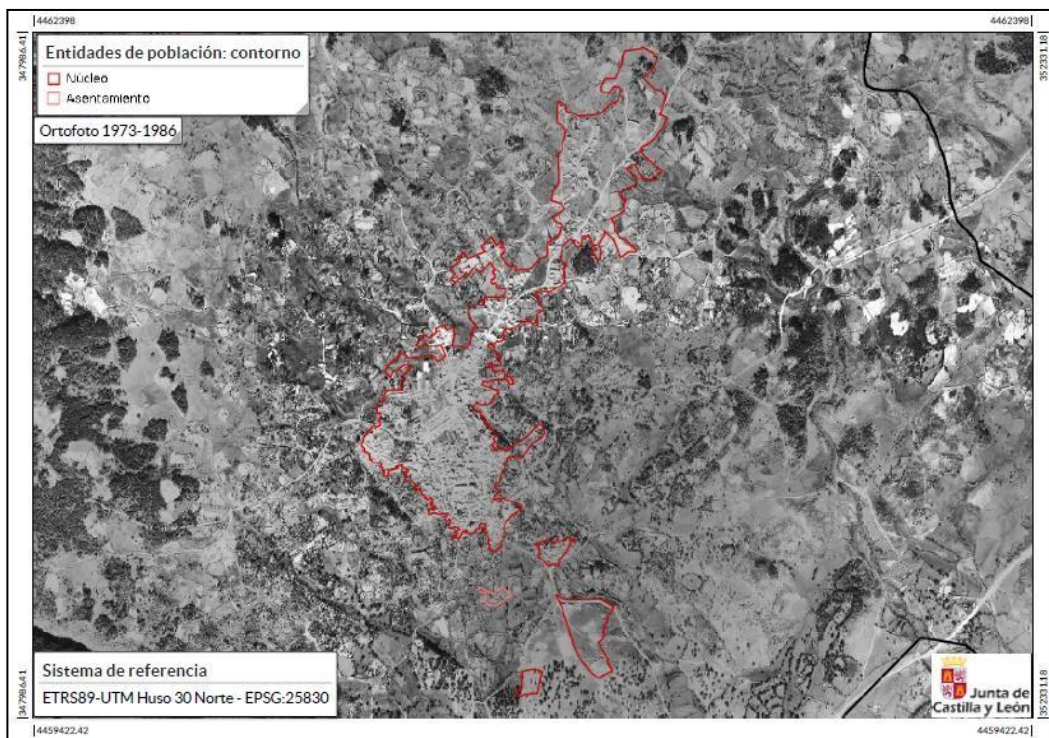 4462398
4462398
347986.41
352331.18
Entidades de población: contorno
Núcleo
Asentamiento
Ortofoto 1973-1986
Sistema de referencia
ETRS89-UTM Huso 30 Norte - EPSG:25830
Junta de
Castilla y León
347986.41
352331.18
4459422.42
4459422.42